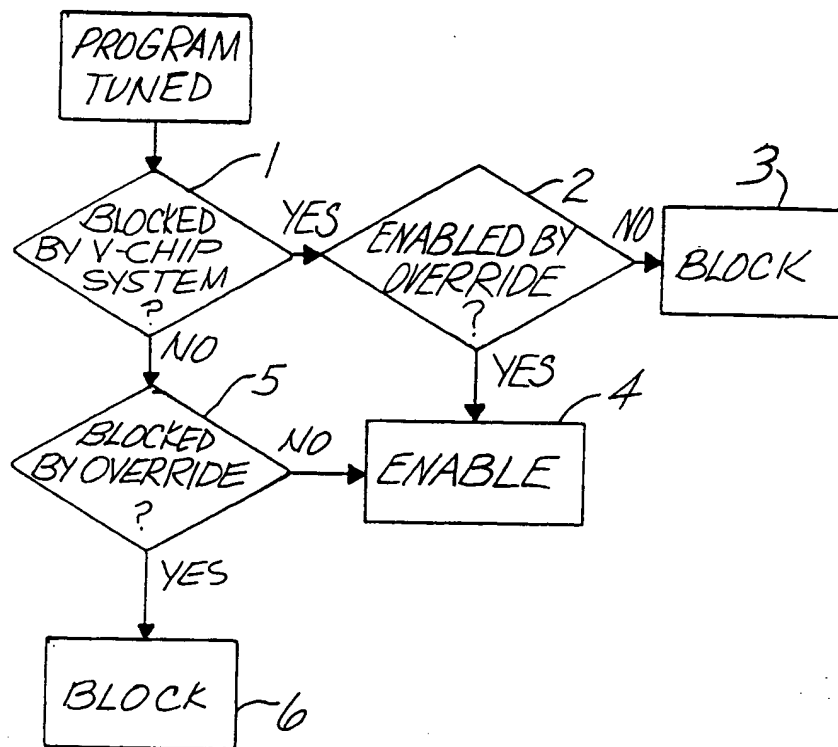 PROGRAM
TUNED
1
BLOCKED
BY V-CHIP
SYSTEM
?
YES
2
ENABLED BY
OVERRIDE
?
NO
3
BLOCK
NO
YES
5
BLOCKED
BY OVERRIDE
?
NO
4
ENABLE
YES
BLOCK
6